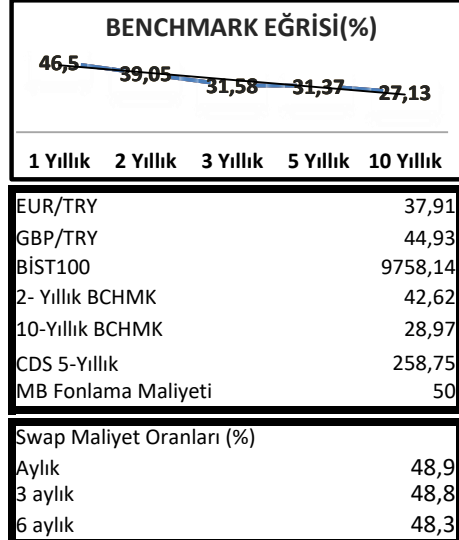 BENCHMARK EĞRİSİ(%)
46,5 39,05 31,58 31,37 27,13
1 Yıllık 2 Yıllık 3 Yıllık 5 Yıllık 10 Yıllık
EUR/TRY 37,91
GBP/TRY 44,93
BİST100 9758,14
2- Yıllık BCHMK 42,62
10-Yıllık BCHMK 28,97
CDS 5-Yıllık 258,75
MB Fonlama Maliyeti 50
Swap Maliyet Oranları (%)
Aylık 48,9
3 aylık 48,8
6 aylık 48,3